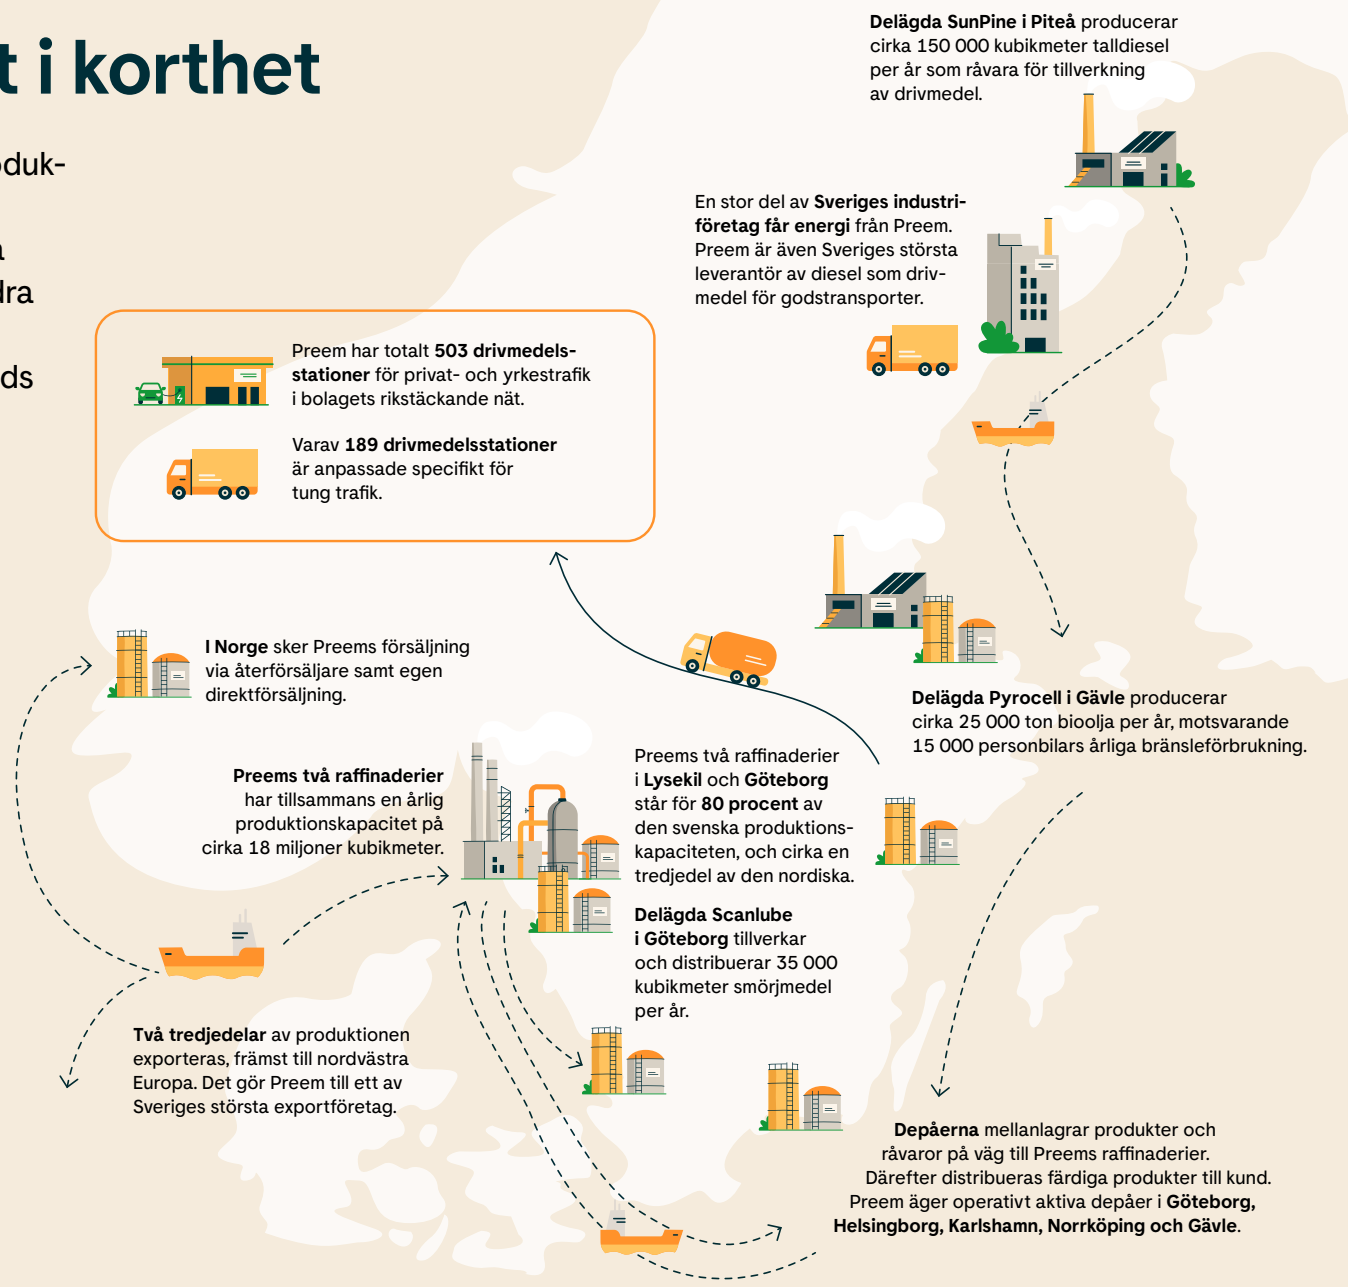 t i korthet
oduk-
a
dra
ds
Delägda SunPine i Piteå producerar
cirka 150 000 kubikmeter talldiesel
per år som råvara för tillverkning
av drivmedel.
En stor del av Sveriges industri-
företag får energi från Preem.
Preem är även Sveriges största
leverantör av diesel som driv-
medel för godstransporter.
Preem har totalt 503 drivmedels-
stationer för privat- och yrkestrafik
i bolagets rikstäckande nät.
Varav 189 drivmedelsstationer
är anpassade specifikt för
tung trafik.
I Norge sker Preems försäljning
via återförsäljare samt egen
direktförsäljning.
Delägda Pyrocell i Gävle producerar
cirka 25 000 ton bioolja per år, motsvarande
15 000 personbilars årliga bränsleförbrukning.
Preems två raffinaderier
har tillsammans en årlig
produktionskapacitet på
cirka 18 miljoner kubikmeter.
Preems två raffinaderier
i Lysekil och Göteborg
står för 80 procent av
den svenska produktions-
kapaciteten, och cirka en
tredjedel av den nordiska.
Delägda Scanlube
i Göteborg tillverkar
och distribuerar 35 000
kubikmeter smörjmedel
per år.
Två tredjedelar av produktionen
exporteras, främst till nordvästra
Europa. Det gör Preem till ett av
Sveriges största exportföretag.
Depåerna mellanlagrar produkter och
råvaror på väg till Preems raffinaderier.
Därefter distribueras färdiga produkter till kund.
Preem äger operativt aktiva depåer i Göteborg,
Helsingborg, Karlshamn, Norrköping och Gävle.